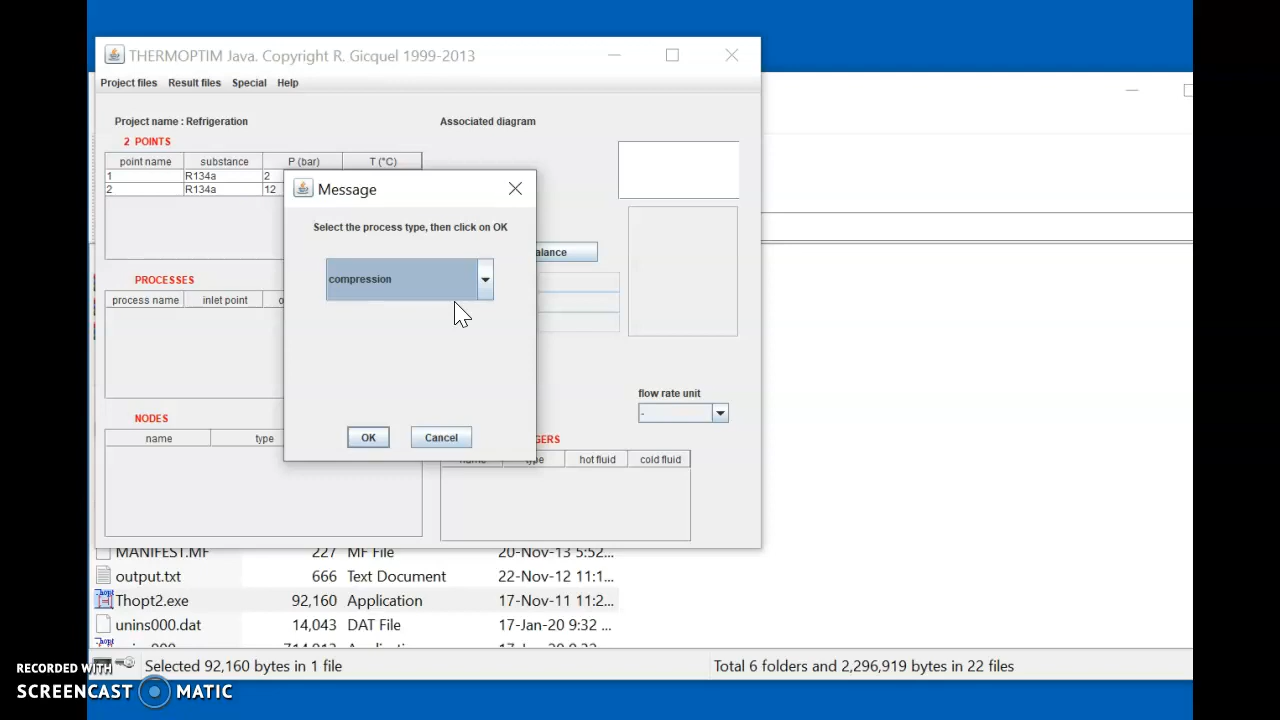 THERMOPTIM Java. Copyright R. Gicquel 1999-2013
Project files Result files Special Help
Project name : Refrigeration
Associated diagram
2 POINTS
point name substance P (bar) T (°C)
1 R134a 2
2 R134a 12
Message
Select the process type, then click on OK
compression
OK Cancel
alance
PROCESSES
process name inlet point o
flow rate unit
-
NODES
name type
GERS
name type hot fluid cold fluid
MANIFEST.MF 227 MF File 20-Nov-13 5:52...
output.txt 666 Text Document 22-Nov-12 11:1...
Thopt2.exe 92,160 Application 17-Nov-11 11:2...
unins000.dat 14,043 DAT File 17-Jan-20 9:32 ...
Selected 92,160 bytes in 1 file
Total 6 folders and 2,296,919 bytes in 22 files
RECORDED WITH
SCREENCAST MATIC